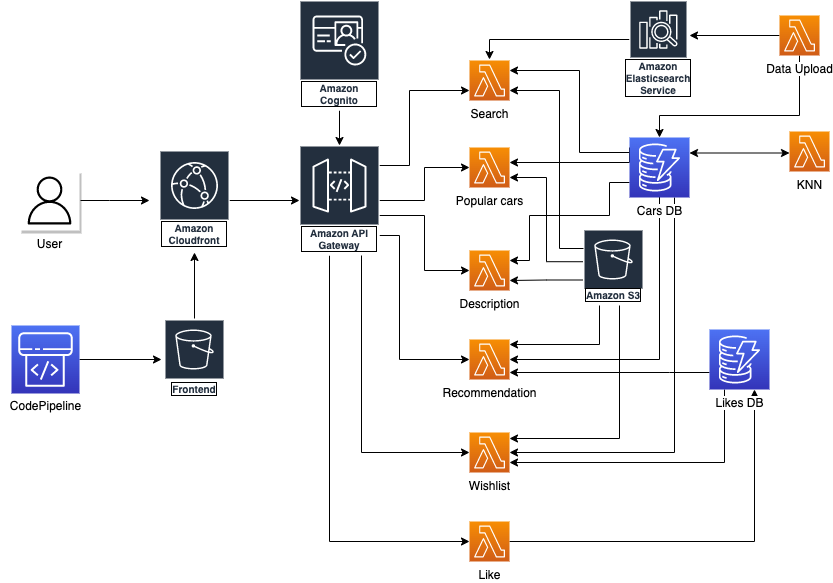 Amazon
Cognito
Amazon
Elasticsearch
Service
Data Upload
Search
KNN
Popular cars
Cars DB
User
Amazon
Cloudfront
Amazon API
Gateway
Description
Amazon S3
Frontend
CodePipeline
Recommendation
Likes DB
Wishlist
Like